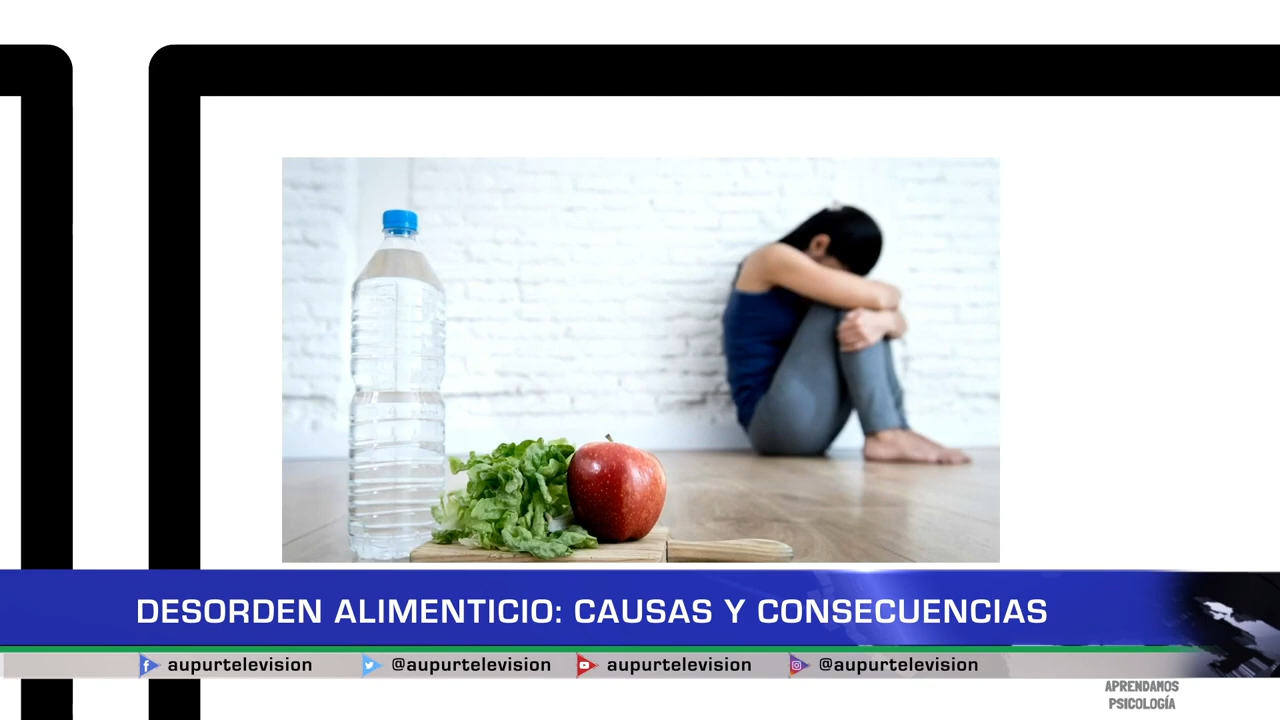 DESORDEN ALIMENTICIO: CAUSAS Y CONSECUENCIAS
aupurtelevision @aupurtelevision aupurtelevision @aupurtelevision
APRENDAMOS
PSICOLOGÍA